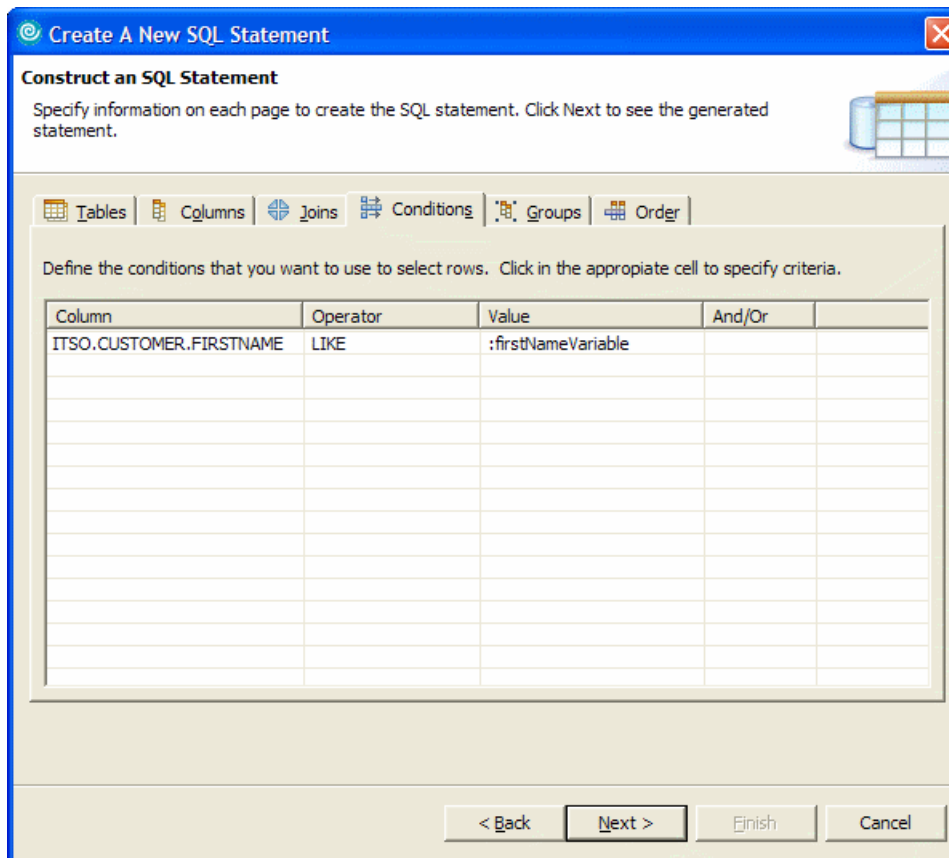 Create A New SQL Statement
Construct an SQL Statement
Specify information on each page to create the SQL statement. Click Next to see the generated
statement.
Tables Columns Joins Conditions Groups Order
Define the conditions that you want to use to select rows. Click in the appropiate cell to specify criteria.
Column Operator Value And/Or
ITSO.CUSTOMER.FIRSTNAME LIKE :firstNameVariable
< Back Next > Finish Cancel